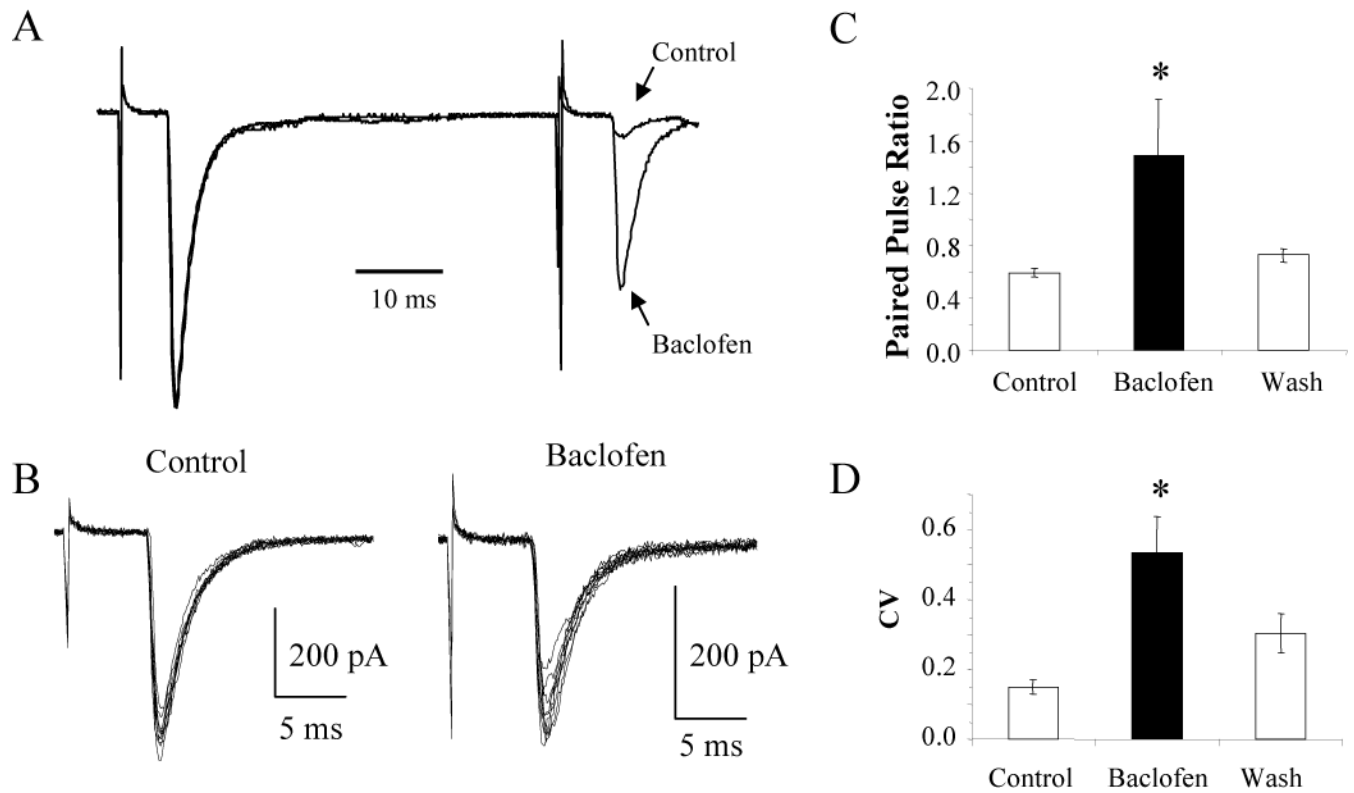 A
Control
10 ms
Baclofen
B
Control
Baclofen
200 pA
5 ms
200 pA
5 ms
C
*
Paired Pulse Ratio
2.0
1.6
1.2
0.8
0.4
0.0
Control Baclofen Wash
D
*
CV
0.6
0.4
0.2
0.0
Control Baclofen Wash